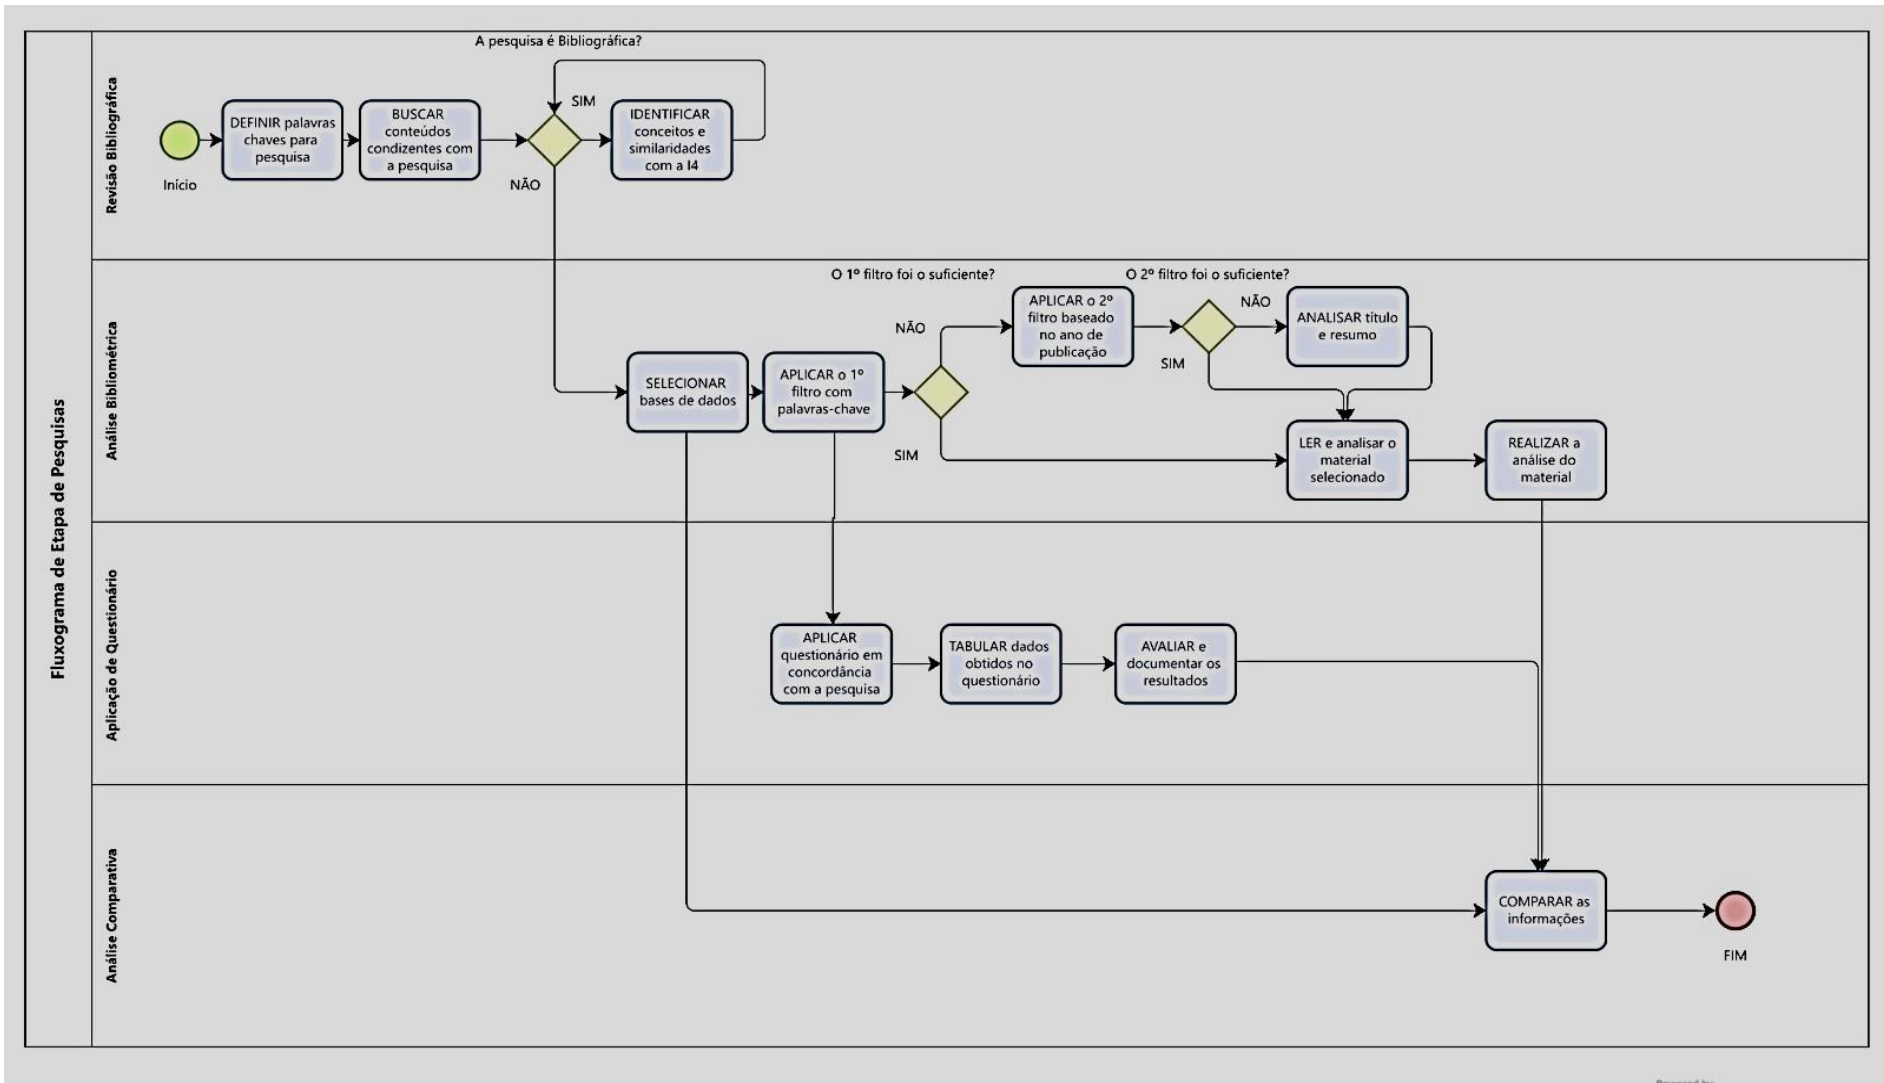 Fluxograma de Etapa de Pesquisas
Revisão Bibliográfica
A pesquisa é Bibliográfica?
Início
DEFINIR palavras
chaves para
pesquisa
BUSCAR
conteúdos
condizentes com
a pesquisa
SIM
NÃO
IDENTIFICAR
conceitos e
similaridades
com a I4
Análise Bibliométrica
O 1º filtro foi o suficiente?
O 2º filtro foi o suficiente?
SELECIONAR
bases de dados
APLICAR o 1º
filtro com
palavras-chave
NÃO
SIM
APLICAR o 2º
filtro baseado
no ano de
publicação
NÃO
SIM
ANALISAR título
e resumo
LER e analisar o
material
selecionado
REALIZAR a
análise do
material
Aplicação de Questionário
APLICAR
questionário em
concordância
com a pesquisa
TABULAR dados
obtidos no
questionário
AVALIAR e
documentar os
resultados
Análise Comparativa
COMPARAR as
informações
FIM